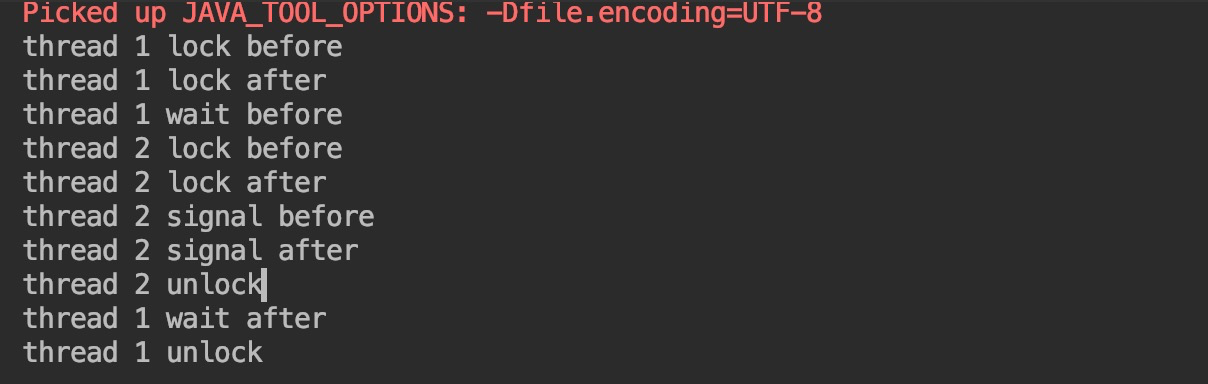 Picked up JAVA_TOOL_OPTIONS: -Dfile.encoding=UTF-8
thread 1 lock before
thread 1 lock after
thread 1 wait before
thread 2 lock before
thread 2 lock after
thread 2 signal before
thread 2 signal after
thread 2 unlock
thread 1 wait after
thread 1 unlock